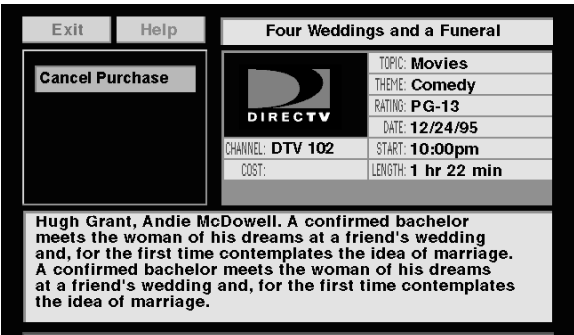 Exit
Help
Four Weddings and a Funeral
Cancel Purchase
DIRECTV
TOPIC: Movies
THEME: Comedy
RATING: PG-13
DATE: 12/24/95
CHANNEL: DTV 102
START: 10:00pm
COST:
LENGTH: 1 hr 22 min
Hugh Grant, Andie McDowell. A confirmed bachelor
meets the woman of his dreams at a friend's wedding
and, for the first time contemplates the idea of marriage.
A confirmed bachelor meets the woman of his dreams
at a friend's wedding and, for the first time contemplates
the idea of marriage.